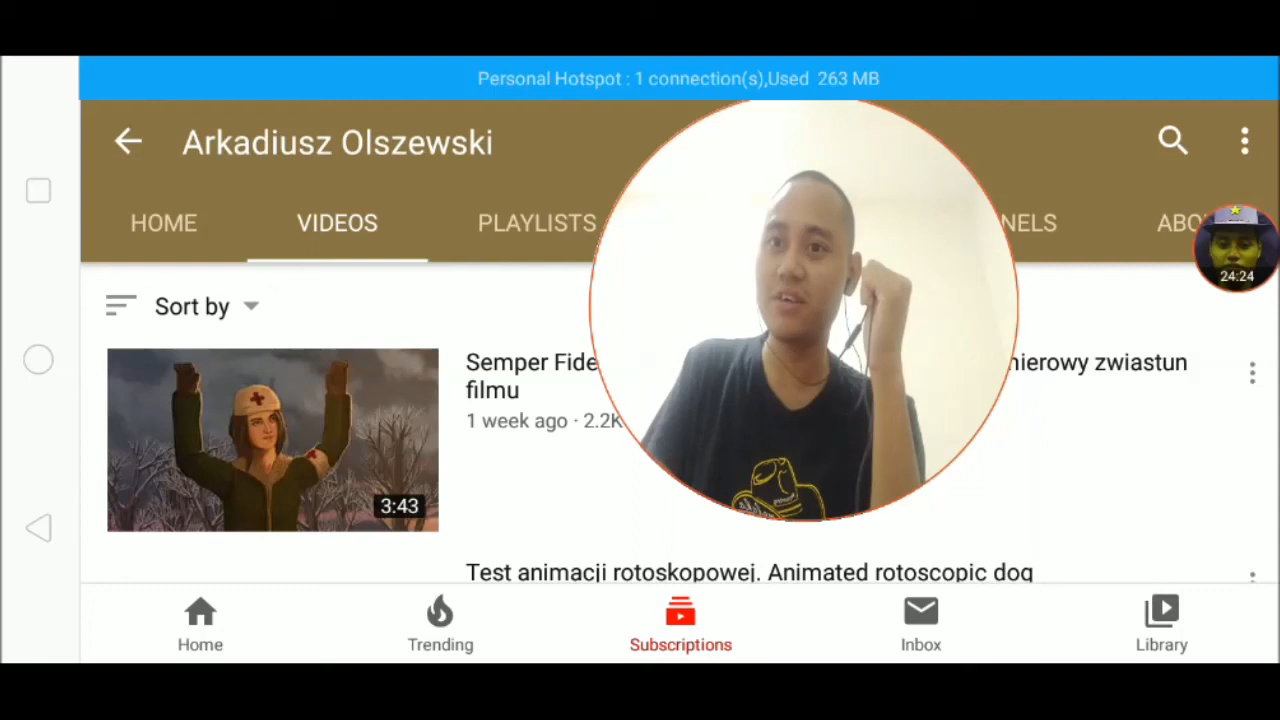 Personal Hotspot : 1 connection(s),Used 263 MB
Arkadiusz Olszewski
HOME VIDEOS PLAYLISTS NELS ABO
24:24
Sort by
Semper Fide mierowy zwiastun
filmu
1 week ago · 2.2K
3:43
Test animacji rotoskopowej. Animated rotoscopic dog
Home Trending Subscriptions Inbox Library